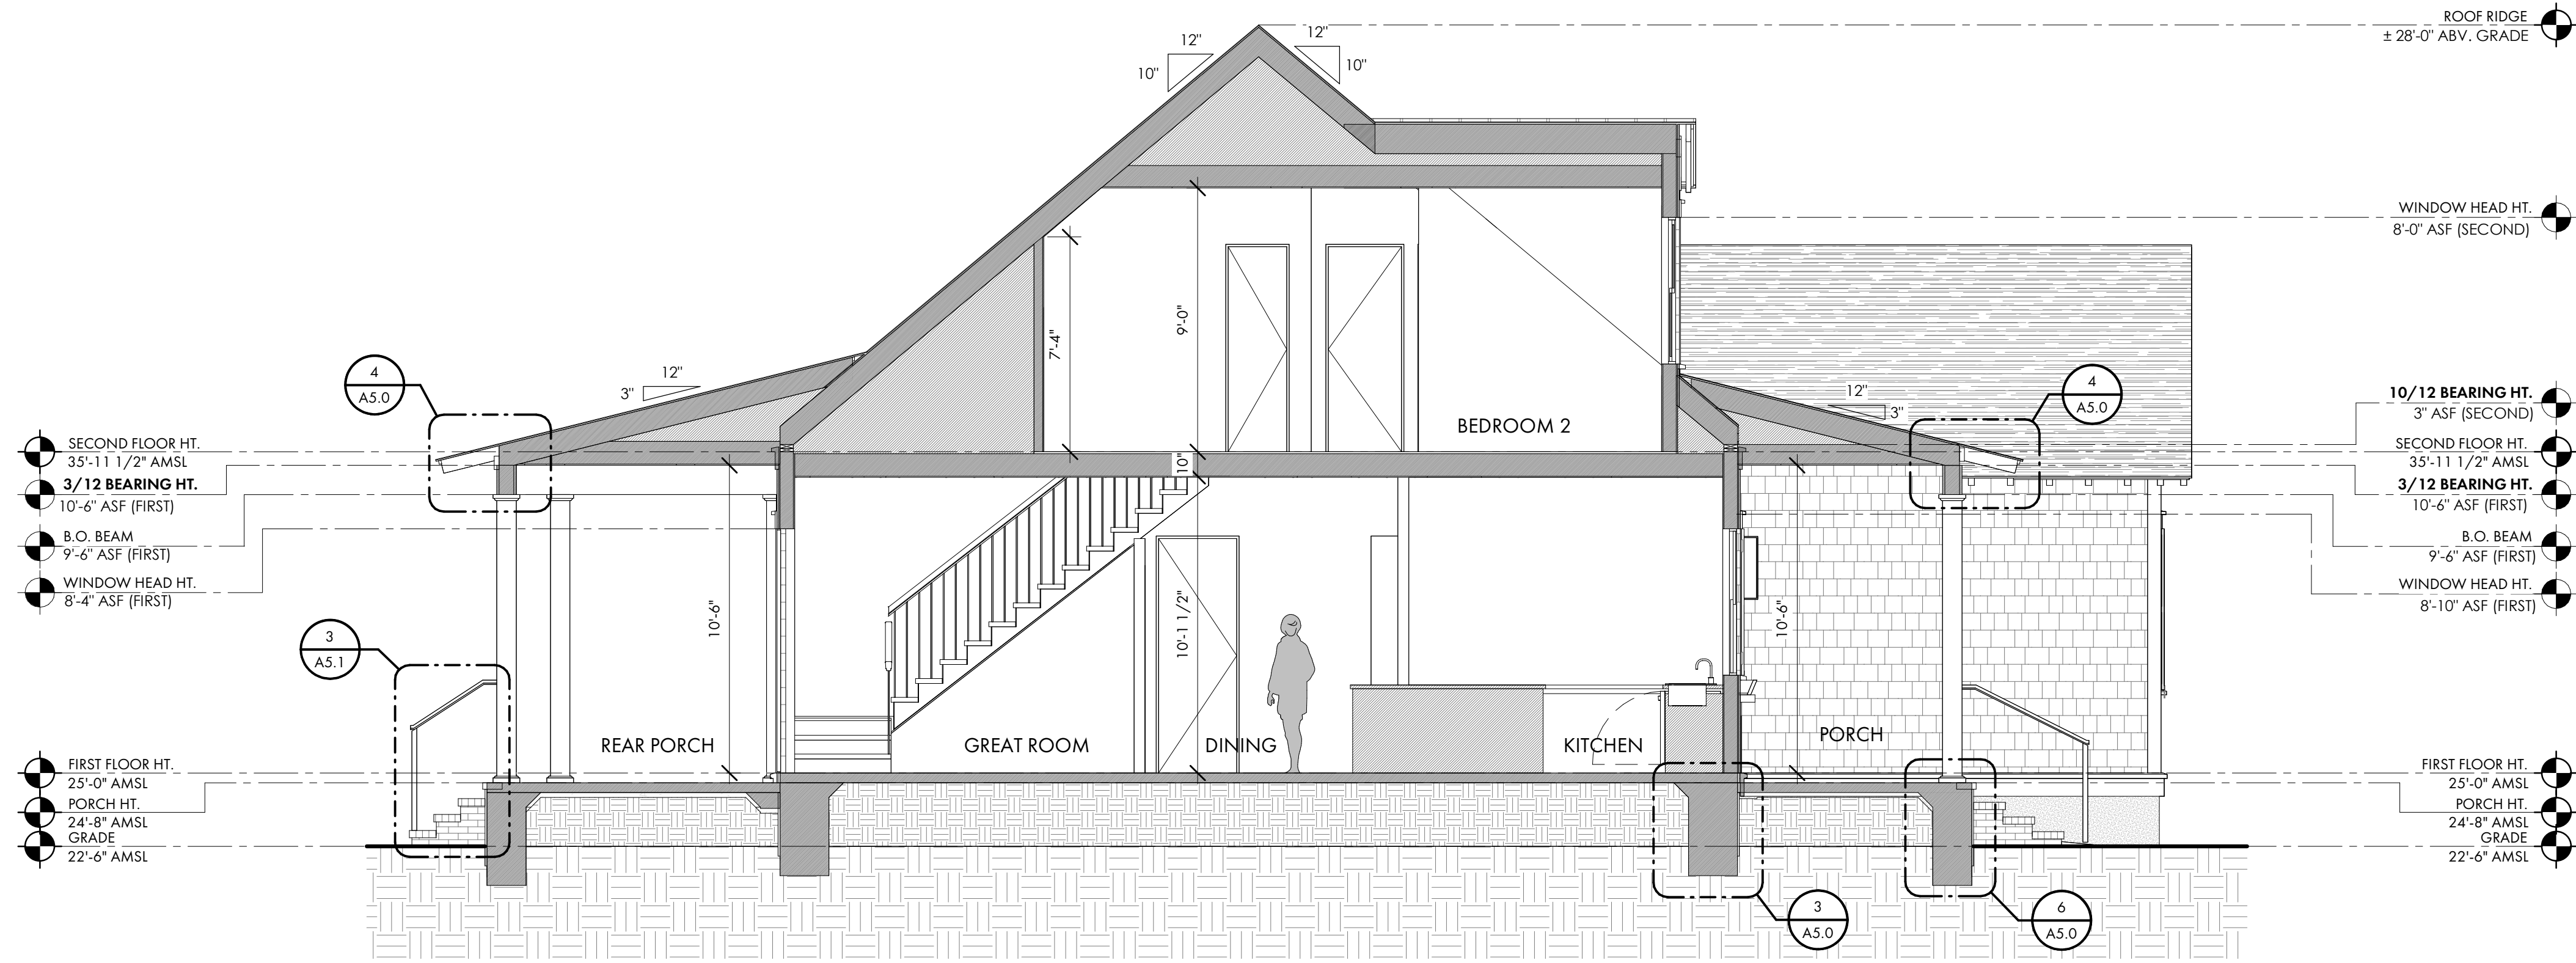 ROOF RIDGE
± 28'-0" ABV. GRADE
12"
10"
12"
10"
WINDOW HEAD HT.
8'-0" ASF (SECOND)
7'-4"
9'-0"
BEDROOM 2
4
A5.0
12"
3"
12"
3"
4
A5.0
10/12 BEARING HT.
3" ASF (SECOND)
SECOND FLOOR HT.
35'-11 1/2" AMSL
3/12 BEARING HT.
10'-6" ASF (FIRST)
B.O. BEAM
9'-6" ASF (FIRST)
WINDOW HEAD HT.
8'-4" ASF (FIRST)
10"
SECOND FLOOR HT.
35'-11 1/2" AMSL
3/12 BEARING HT.
10'-6" ASF (FIRST)
B.O. BEAM
9'-6" ASF (FIRST)
WINDOW HEAD HT.
8'-10" ASF (FIRST)
3
A5.1
10'-6"
10'-1 1/2"
10'-6"
REAR PORCH
GREAT ROOM
DINING
KITCHEN
PORCH
FIRST FLOOR HT.
25'-0" AMSL
PORCH HT.
24'-8" AMSL
GRADE
22'-6" AMSL
FIRST FLOOR HT.
25'-0" AMSL
PORCH HT.
24'-8" AMSL
GRADE
22'-6" AMSL
3
A5.0
6
A5.0